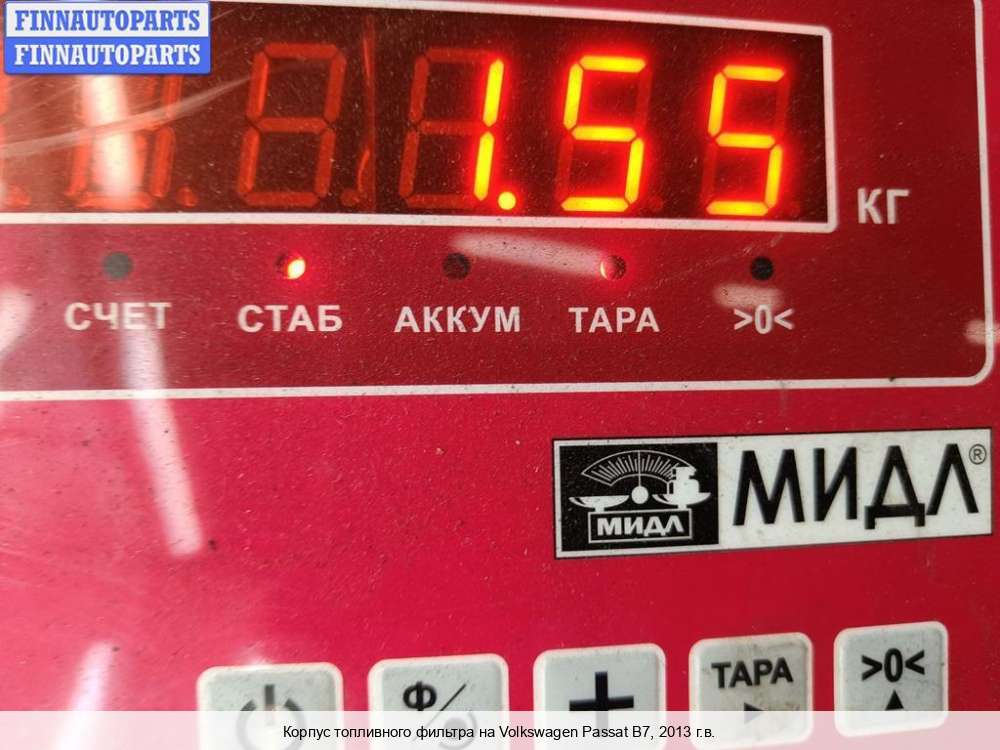 FINNAUTOPARTS
FINNAUTOPARTS
1.55
КГ
СЧЕТ СТАБ АККУМ ТАРА >0<
МИДЛ МИДЛ®
Ф/ + ТАРА >0<
Корпус топливного фильтра на Volkswagen Passat B7, 2013 г.в.